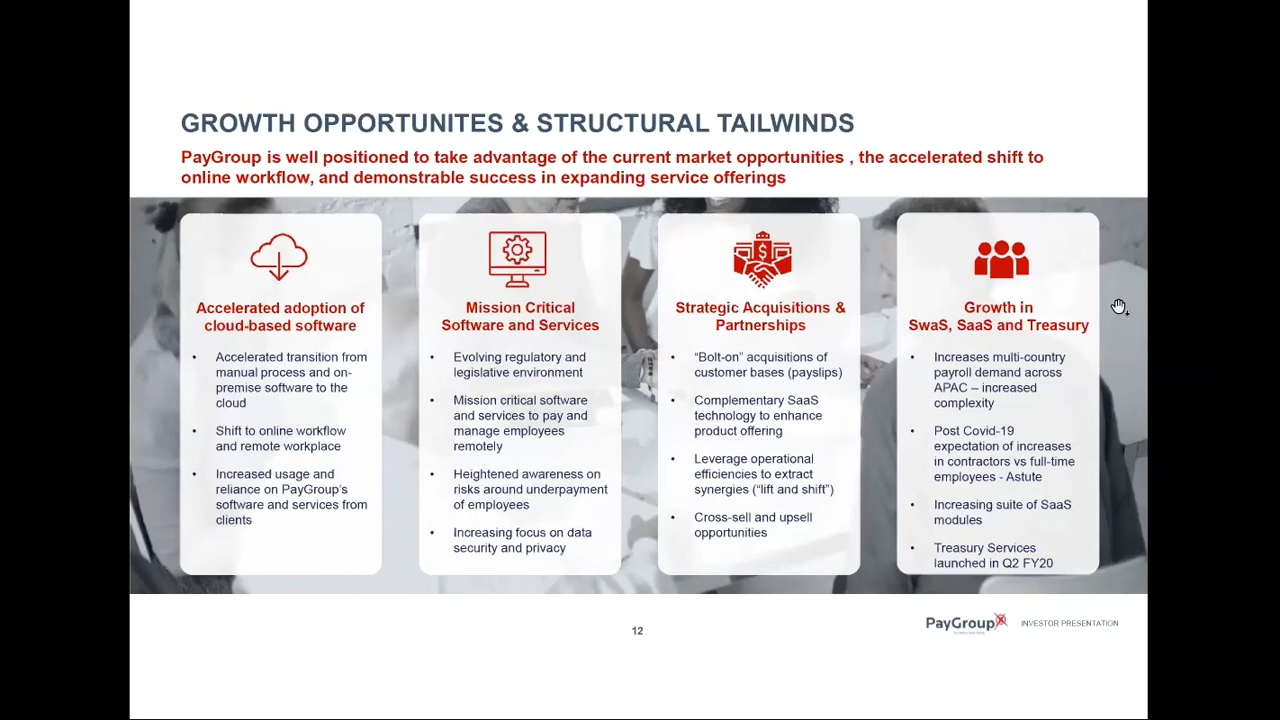 GROWTH OPPORTUNITES & STRUCTURAL TAILWINDS
PayGroup is well positioned to take advantage of the current market opportunities , the accelerated shift to
online workflow, and demonstrable success in expanding service offerings
Accelerated adoption of
cloud-based software
• Accelerated transition from
manual process and on-
premise software to the
cloud
• Shift to online workflow
and remote workplace
• Increased usage and
reliance on PayGroup's
software and services from
clients
Mission Critical
Software and Services
• Evolving regulatory and
legislative environment
• Mission critical software
and services to pay and
manage employees
remotely
• Heightened awareness on
risks around underpayment
of employees
• Increasing focus on data
security and privacy
Strategic Acquisitions &
Partnerships
• “Bolt-on” acquisitions of
customer bases (payslips)
• Complementary SaaS
technology to enhance
product offering
• Leverage operational
efficiencies to extract
synergies (“lift and shift”)
• Cross-sell and upsell
opportunities
Growth in
SwaS, SaaS and Treasury
• Increases multi-country
payroll demand across
APAC – increased
complexity
• Post Covid-19
expectation of increases
in contractors vs full-time
employees - Astute
• Increasing suite of SaaS
modules
• Treasury Services
launched in Q2 FY20
12
PayGroup
INVESTOR PRESENTATION